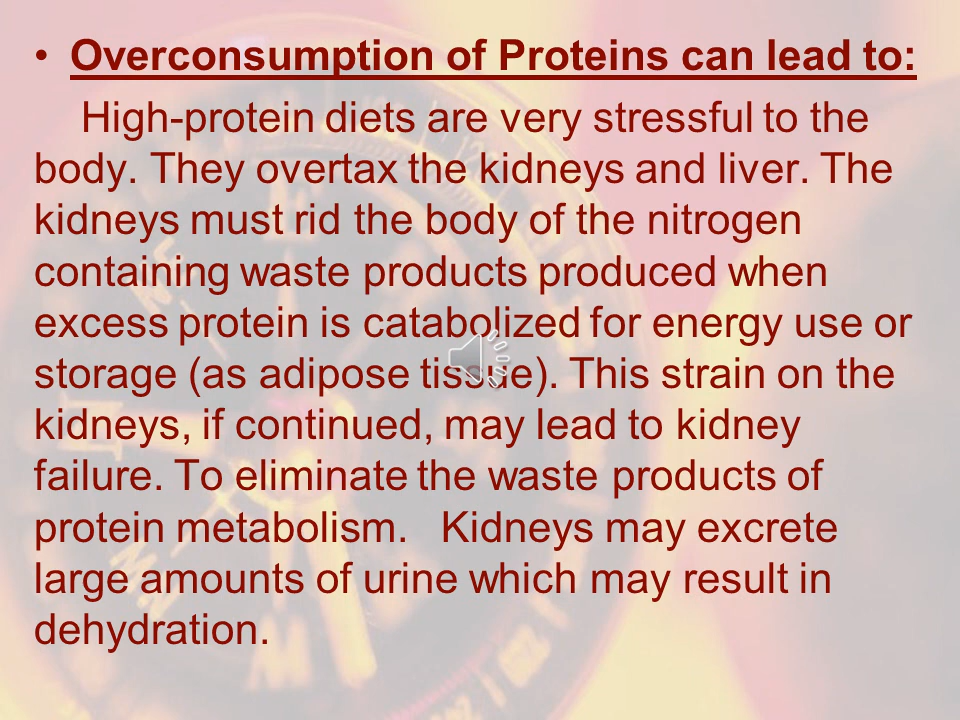 • Overconsumption of Proteins can lead to:
High-protein diets are very stressful to the
body. They overtax the kidneys and liver. The
kidneys must rid the body of the nitrogen
containing waste products produced when
excess protein is catabolized for energy use or
storage (as adipose tissue). This strain on the
kidneys, if continued, may lead to kidney
failure. To eliminate the waste products of
protein metabolism.   Kidneys may excrete
large amounts of urine which may result in
dehydration.